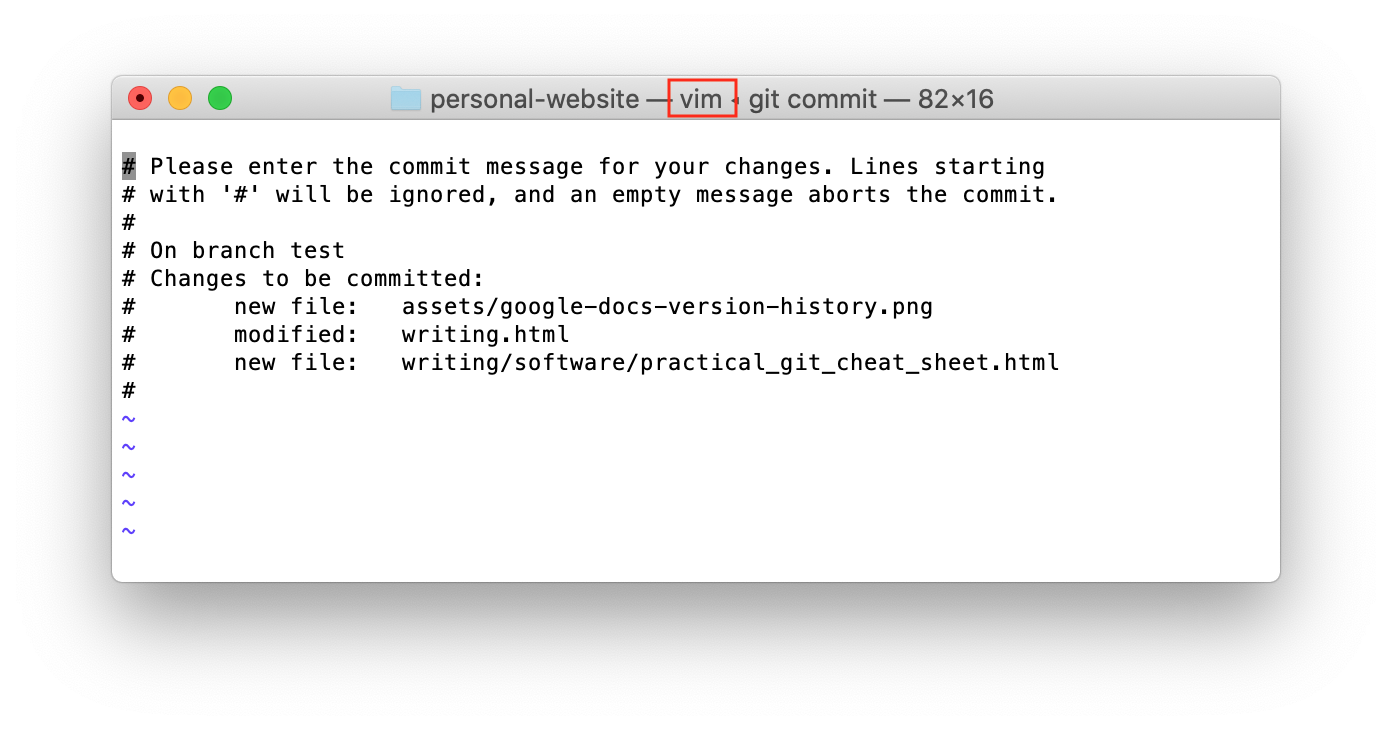 personal-website — vim ◂ git commit — 82×16
# Please enter the commit message for your changes. Lines starting
# with '#' will be ignored, and an empty message aborts the commit.
#
# On branch test
# Changes to be committed:
#       new file:   assets/google-docs-version-history.png
#       modified:   writing.html
#       new file:   writing/software/practical_git_cheat_sheet.html
#
~
~
~
~
~